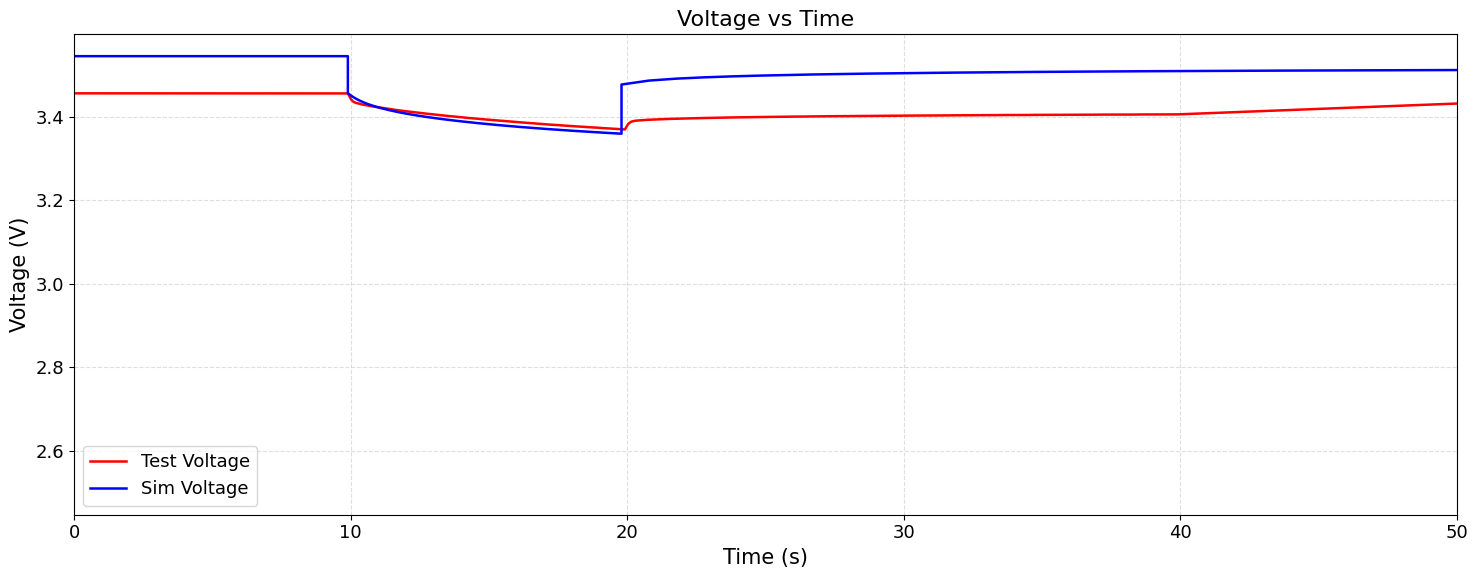 Voltage vs Time
Voltage (V)
3.4
3.2
3.0
2.8
2.6
Test Voltage
Sim Voltage
0 10 20 30 40 50
Time (s)